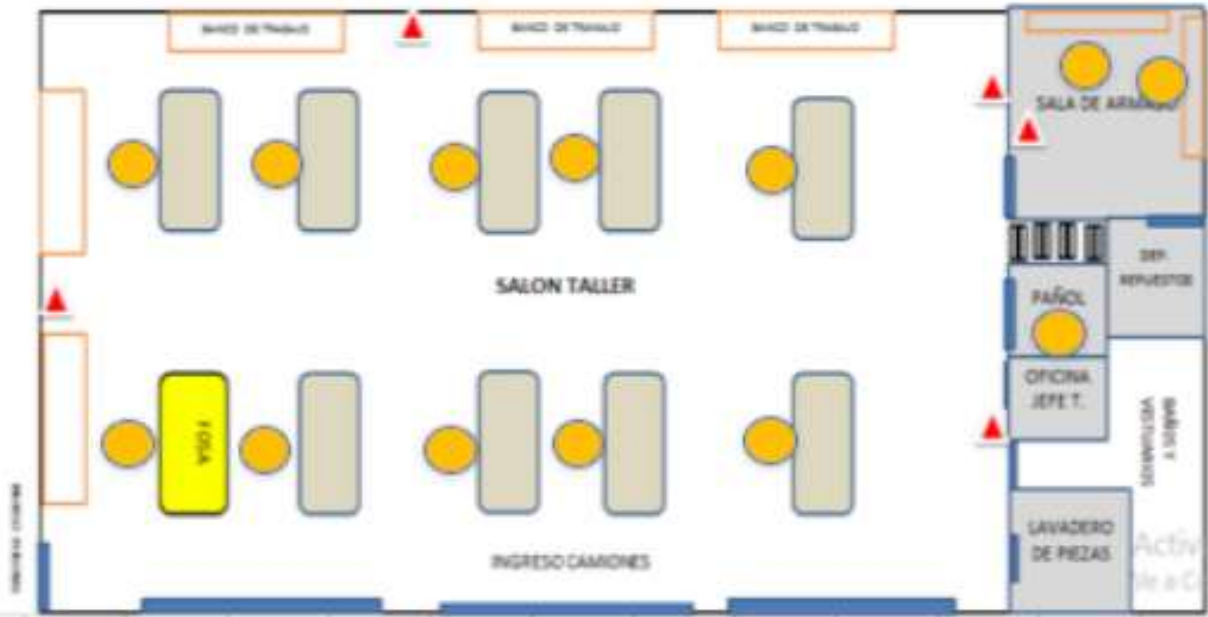 BANCO DE TRABAJO
BANCO DE TRABAJO
BANCO DE TRABAJO
SALA DE ARMADO
SALON TALLER
DEP.
REPUESTOS
PAÑOL
OFICINA
JEFE T.
FOSA
BAÑOS Y
VESTUARIOS
INGRESO CAMIONES
LAVADERO
DE PIEZAS
Activ